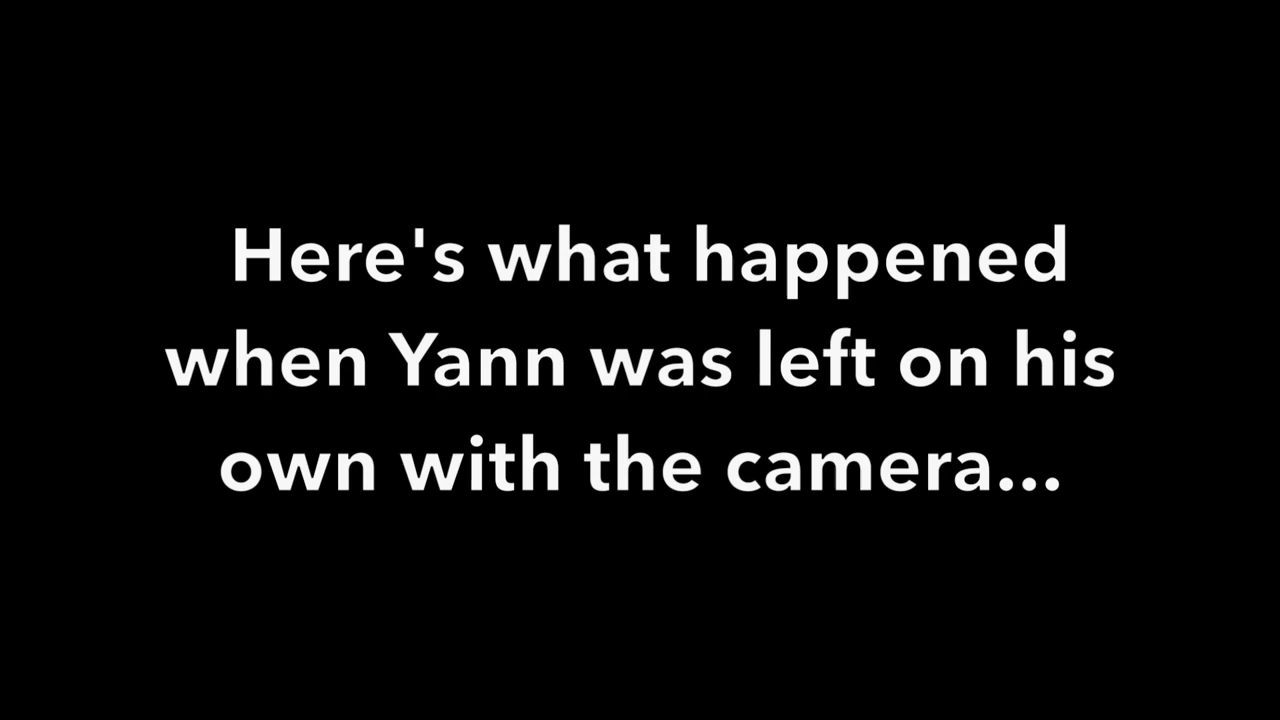 Here's what happened
when Yann was left on his
own with the camera...